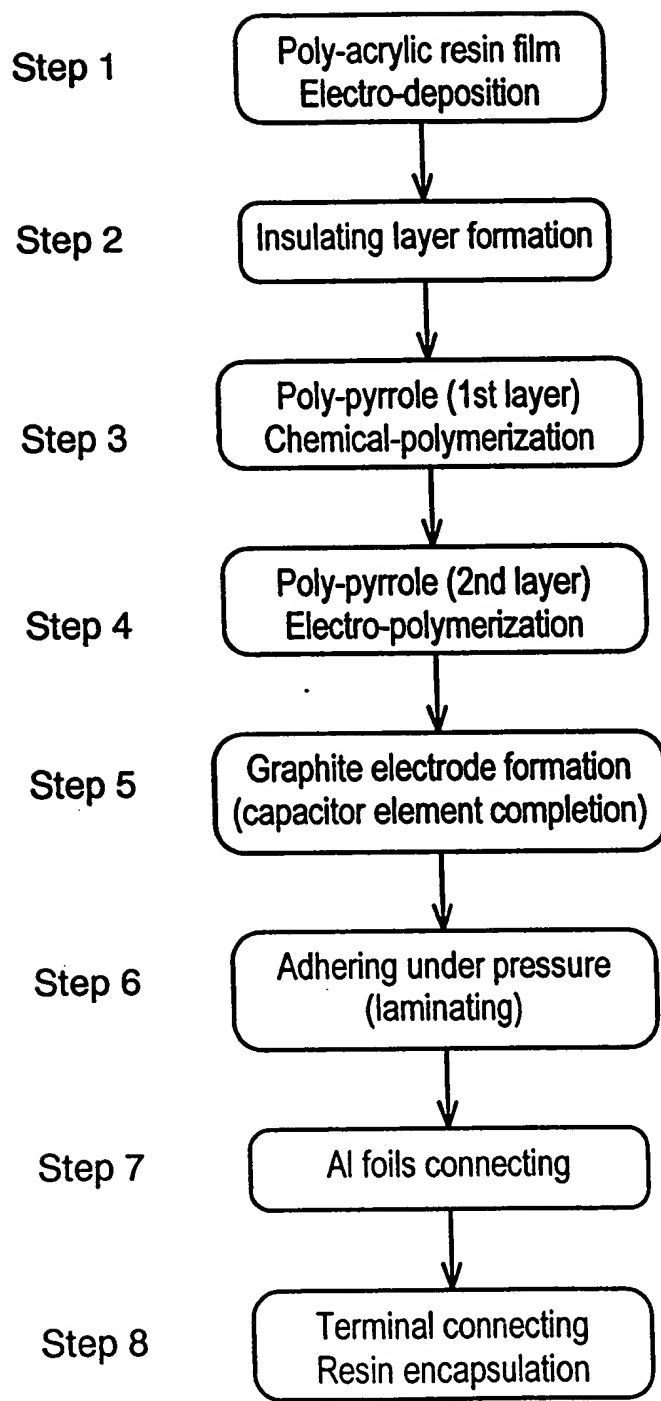 Step 1
Poly-acrylic resin film
Electro-deposition
Step 2
Insulating layer formation
Step 3
Poly-pyrrole (1st layer)
Chemical-polymerization
Step 4
Poly-pyrrole (2nd layer)
Electro-polymerization
Step 5
Graphite electrode formation
(capacitor element completion)
Step 6
Adhering under pressure
(laminating)
Step 7
Al foils connecting
Step 8
Terminal connecting
Resin encapsulation